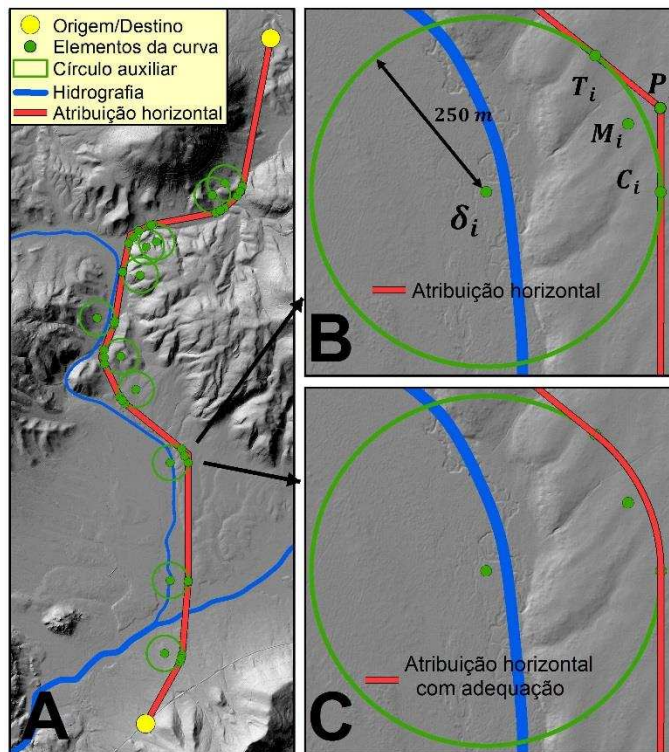 Origem/Destino
Elementos da curva
Círculo auxiliar
Hidrografia
Atribuição horizontal
A
250 m
T_i
P
M_i
C_i
δ_i
Atribuição horizontal
B
Atribuição horizontal
com adequação
C